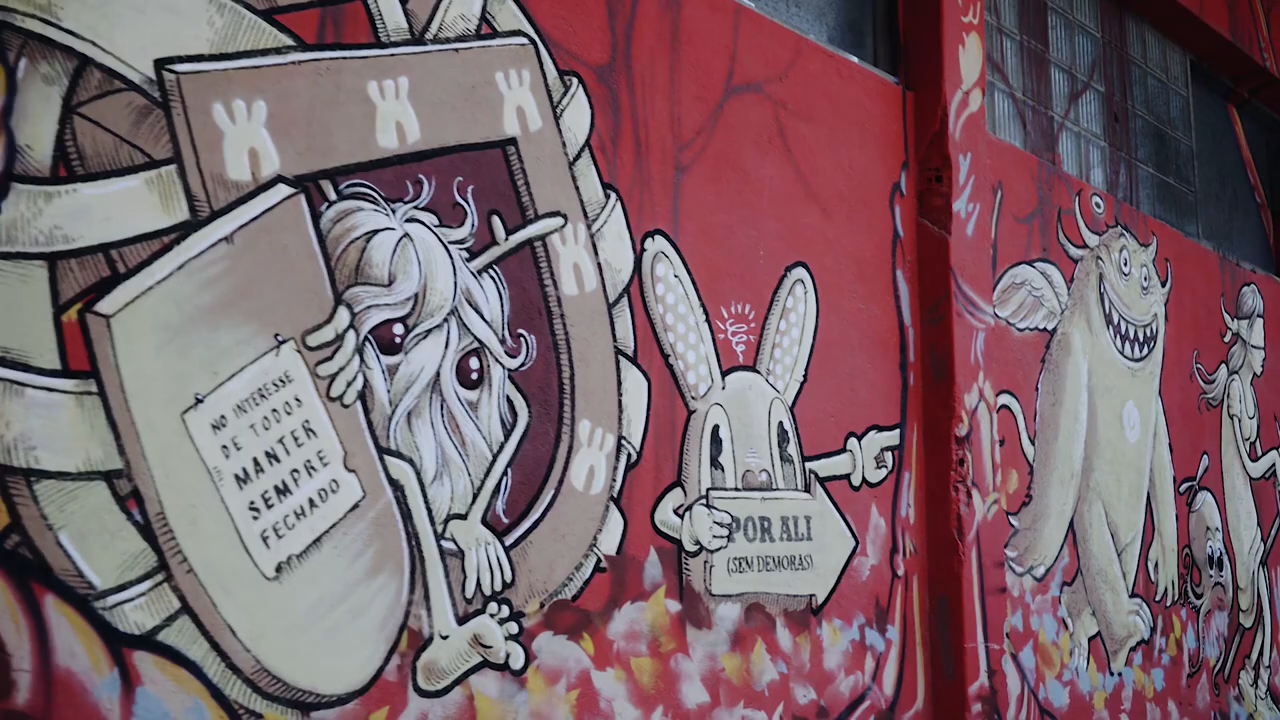 NO INTERESSE
DE TODOS
MANTER
SEMPRE
FECHADO
POR ALI
(SEM DEMORAS)